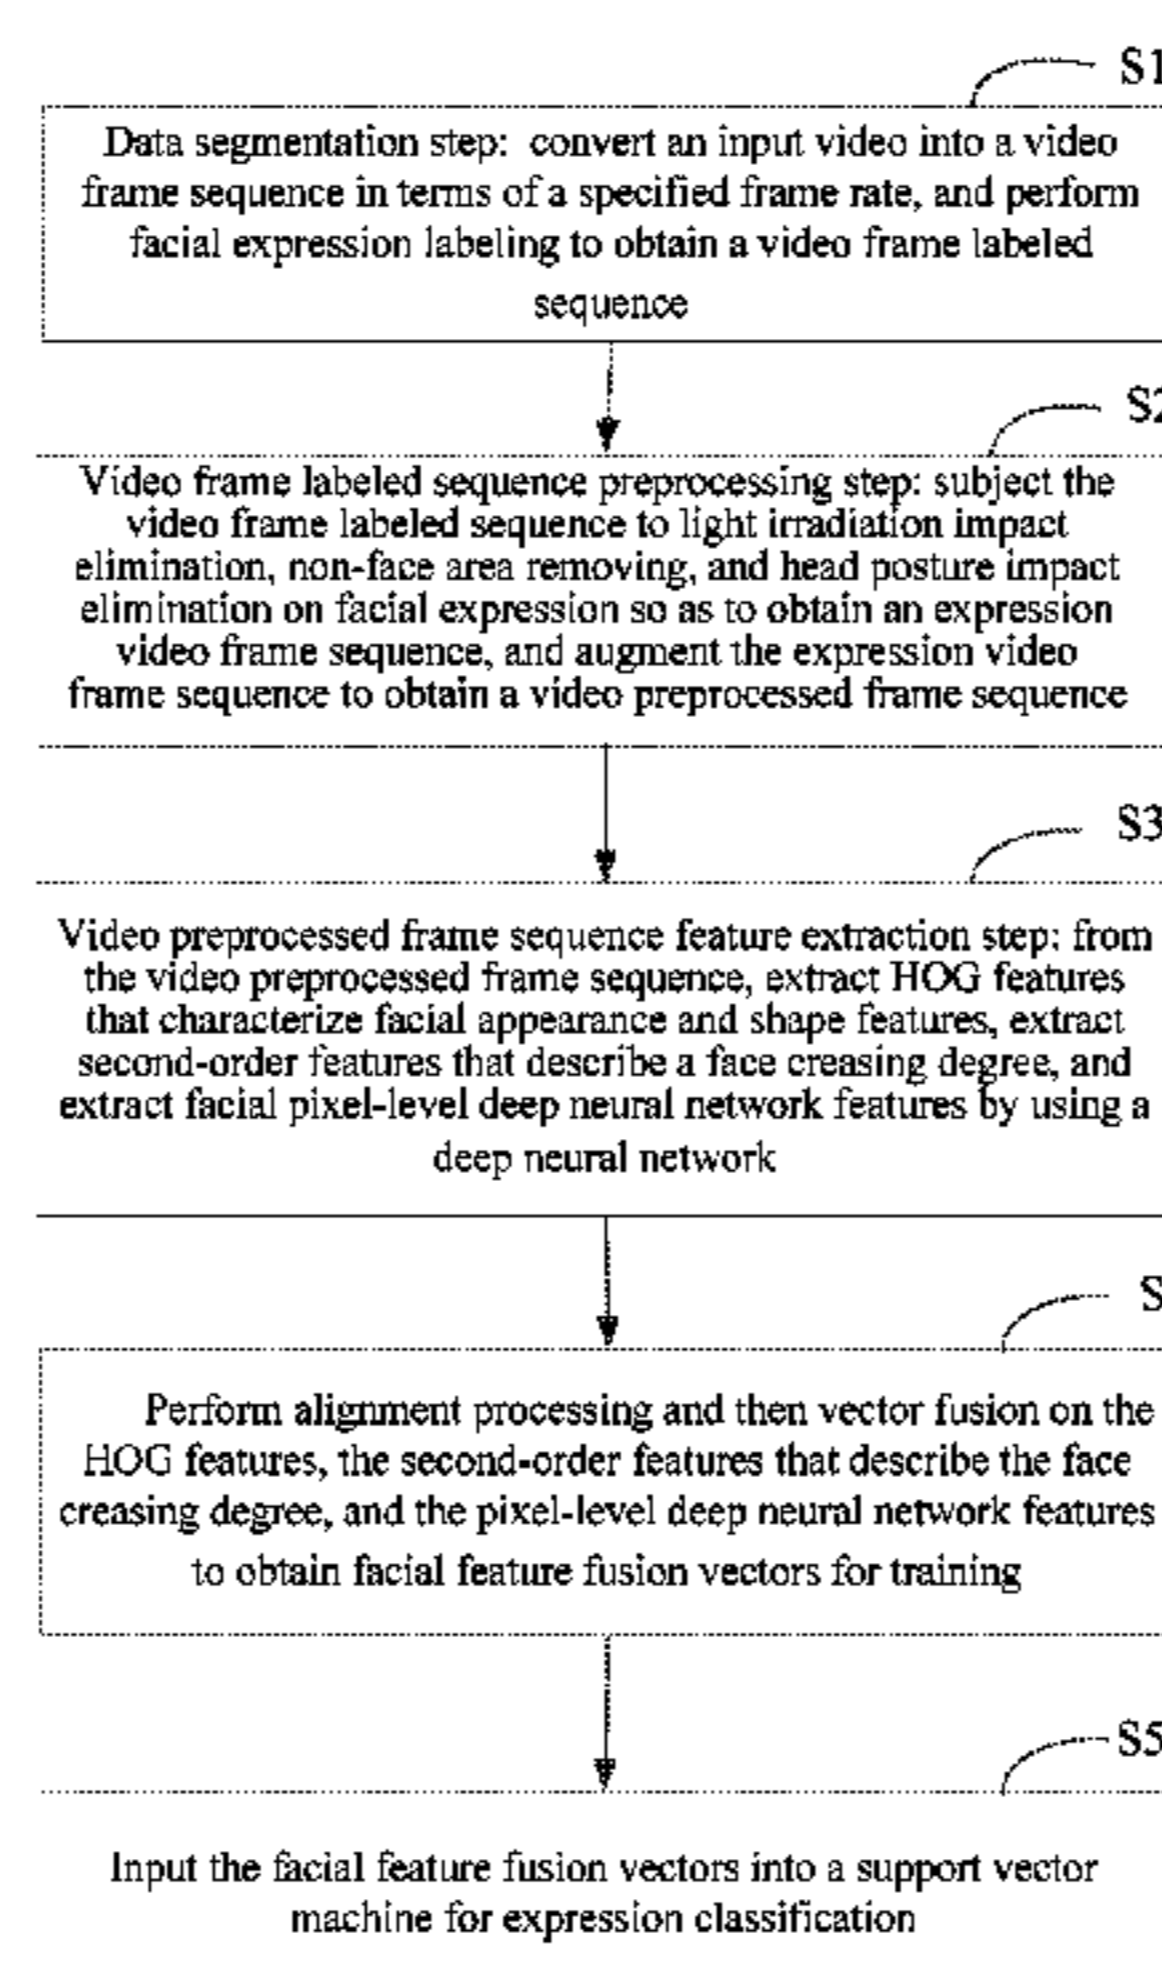 S1
Data segmentation step: convert an input video into a video
frame sequence in terms of a specified frame rate, and perform
facial expression labeling to obtain a video frame labeled
sequence
S2
Video frame labeled sequence preprocessing step: subject the
video frame labeled sequence to light irradiation impact
elimination, non-face area removing, and head posture impact
elimination on facial expression so as to obtain an expression
video frame sequence, and augment the expression video
frame sequence to obtain a video preprocessed frame sequence
S3
Video preprocessed frame sequence feature extraction step: from
the video preprocessed frame sequence, extract HOG features
that characterize facial appearance and shape features, extract
second-order features that describe a face creasing degree, and
extract facial pixel-level deep neural network features by using a
deep neural network
S
Perform alignment processing and then vector fusion on the
HOG features, the second-order features that describe the face
creasing degree, and the pixel-level deep neural network features
to obtain facial feature fusion vectors for training
S5
Input the facial feature fusion vectors into a support vector
machine for expression classification